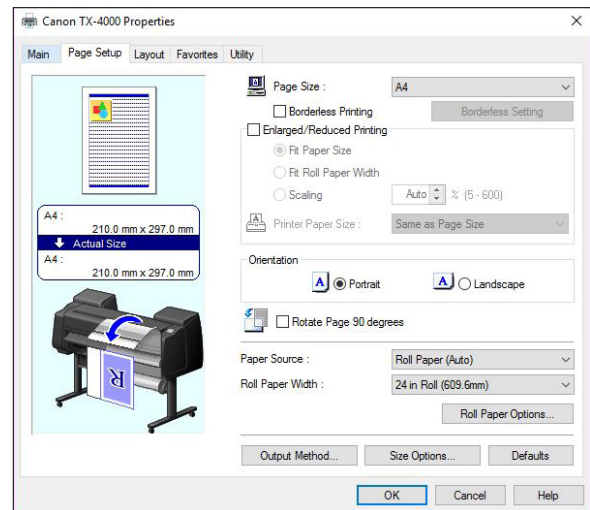 Canon TX-4000 Properties
Main Page Setup Layout Favorites Utility
Page Size : A4
Borderless Printing Borderless Setting
Enlarged/Reduced Printing
Fit Paper Size
Fit Roll Paper Width
Scaling Auto % (5 - 600)
Printer Paper Size : Same as Page Size
A4 :
210.0 mm x 297.0 mm
Actual Size
A4 :
210.0 mm x 297.0 mm
Orientation
A Portrait A Landscape
Rotate Page 90 degrees
R
Paper Source : Roll Paper (Auto)
Roll Paper Width : 24 in Roll (609.6mm)
Roll Paper Options...
Output Method... Size Options... Defaults
OK Cancel Help